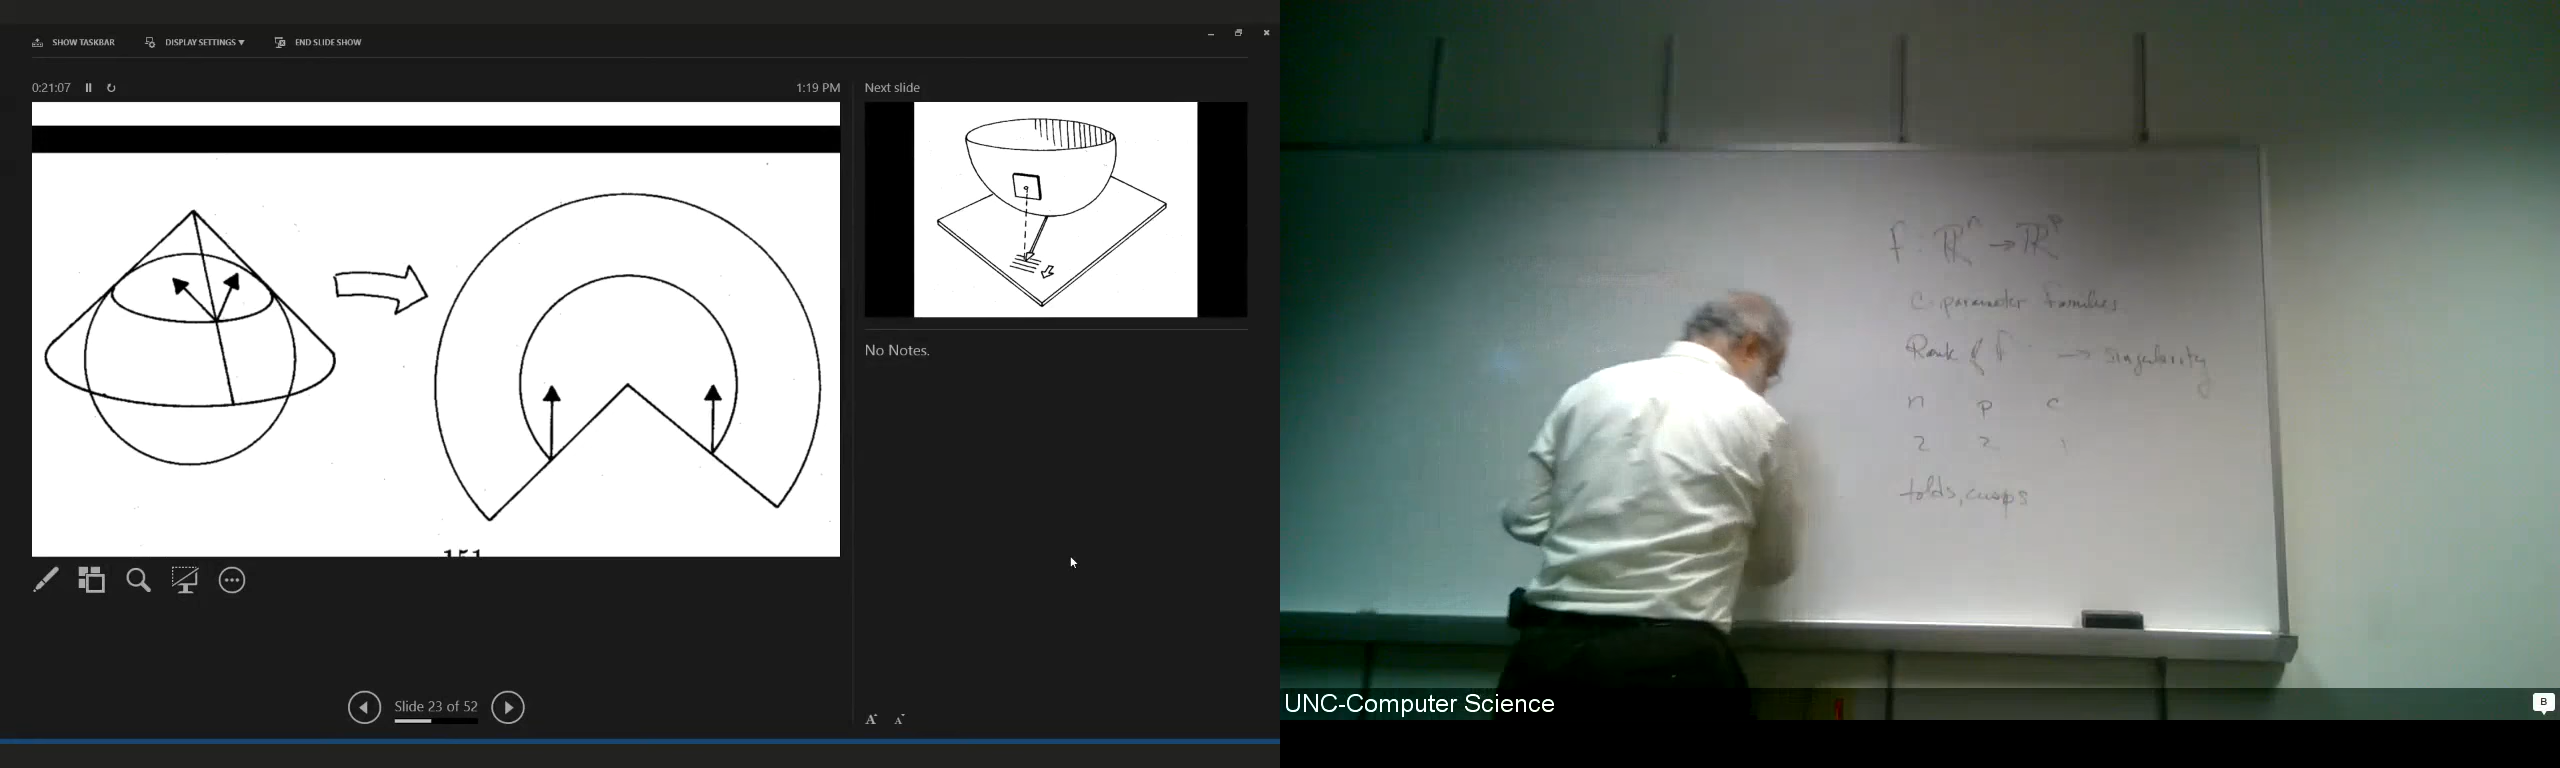 SHOW TASKBAR DISPLAY SETTINGS ▾ END SLIDE SHOW
0:21:07 1:19 PM
Next slide
No Notes.
151
Slide 23 of 52
A A
f : ℝⁿ → ℝᵖ
c-parameter families
Rank of f → singularity
n p c
2 2 1
folds, cusps
UNC-Computer Science
B